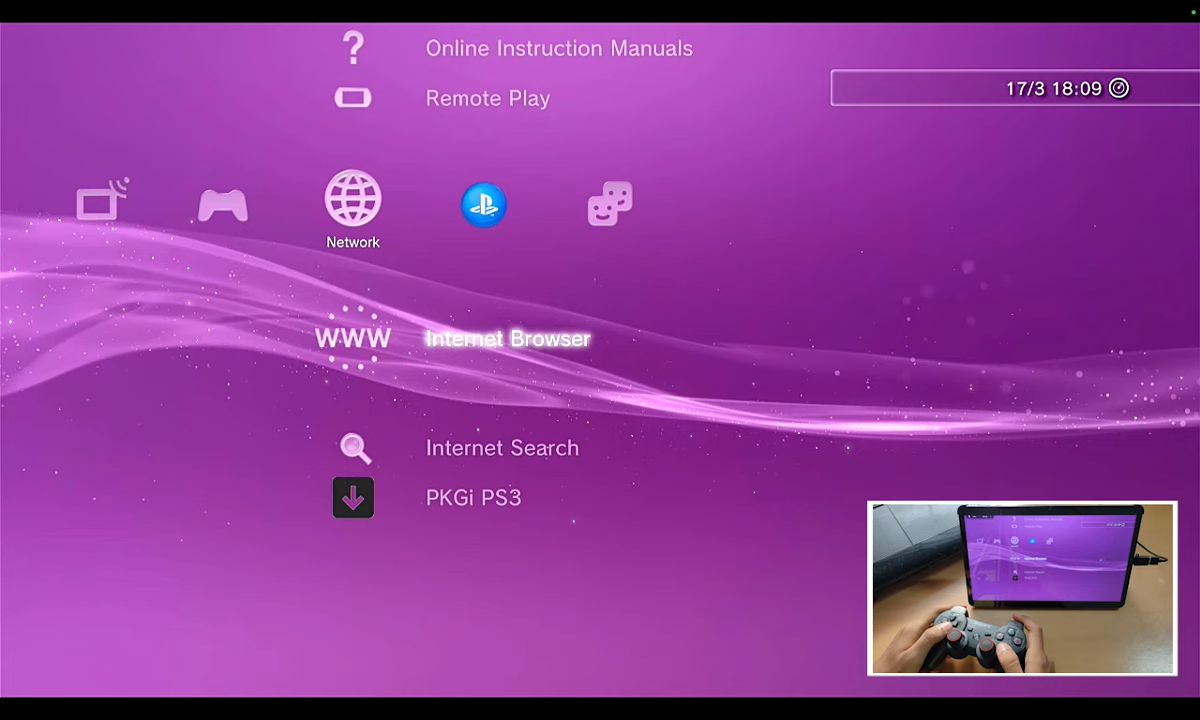 Online Instruction Manuals
Remote Play
17/3 18:09
Network
www
Internet Browser
Internet Search
PKGi PS3